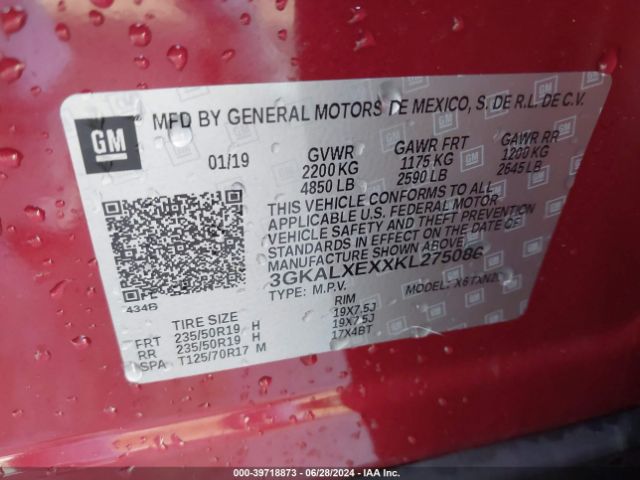 GM
MFD BY GENERAL MOTORS DE MEXICO, S. DE R.L. DE C.V.
01/19 GVWR GAWR FRT GAWR RR
2200 KG 1175 KG 1200 KG
4850 LB 2590 LB 2645 LB
THIS VEHICLE CONFORMS TO ALL
APPLICABLE U.S. FEDERAL MOTOR
VEHICLE SAFETY AND THEFT PREVENTION
STANDARDS IN EFFECT ON THE DATE OF
MANUFACTURE SHOWN ABOVE.
3GKALXEXXKL275086
TYPE: M.P.V. MODEL: X6TXN2
434B
TIRE SIZE RIM
FRT 235/50R19 H 19X7.5J
RR 235/50R19 H 19X7.5J
SPA T125/70R17 M 17X4BT
000-39718873 / 06/28/2024 / IAA Inc.